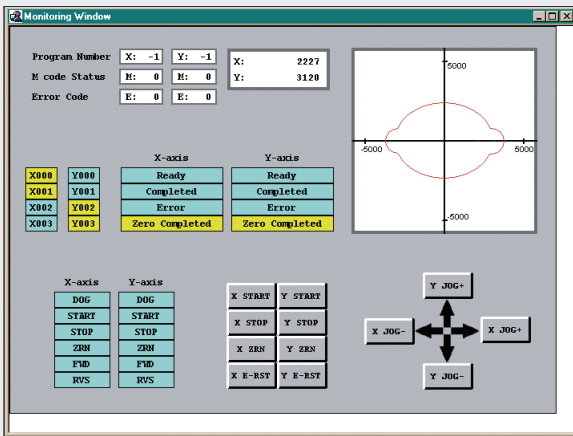 Monitoring Window
Program Number X: -1 Y: -1
M code Status M: 0 M: 0
Error Code E: 0 E: 0
X: 2227
Y: 3120
5000
-5000 5000
-5000
X-axis Y-axis
X000 Y000 Ready Ready
X001 Y001 Completed Completed
X002 Y002 Error Error
X003 Y003 Zero Completed Zero Completed
X-axis Y-axis
DOG DOG
START START
STOP STOP
ZRN ZRN
FWD FWD
RVS RVS
X START Y START
X STOP Y STOP
X ZRN Y ZRN
X E-RST Y E-RST
Y JOG+
X JOG- X JOG+
Y JOG-